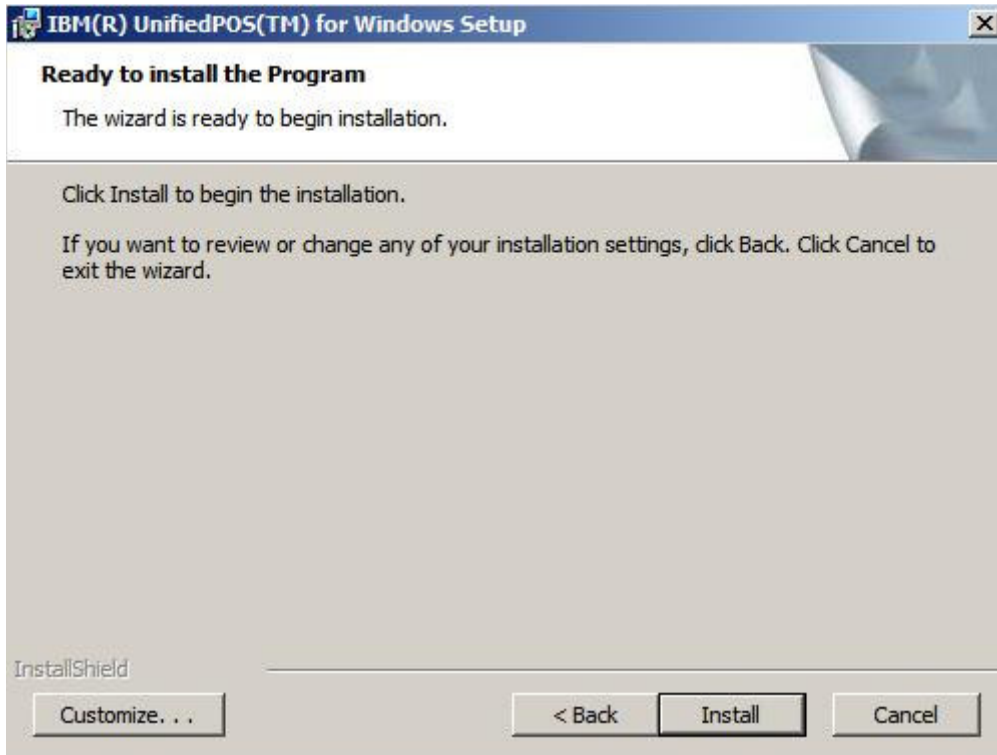 IBM(R) UnifiedPOS(TM) for Windows Setup
Ready to install the Program
The wizard is ready to begin installation.
Click Install to begin the installation.
If you want to review or change any of your installation settings, click Back. Click Cancel to
exit the wizard.
InstallShield
Customize. . .
< Back
Install
Cancel